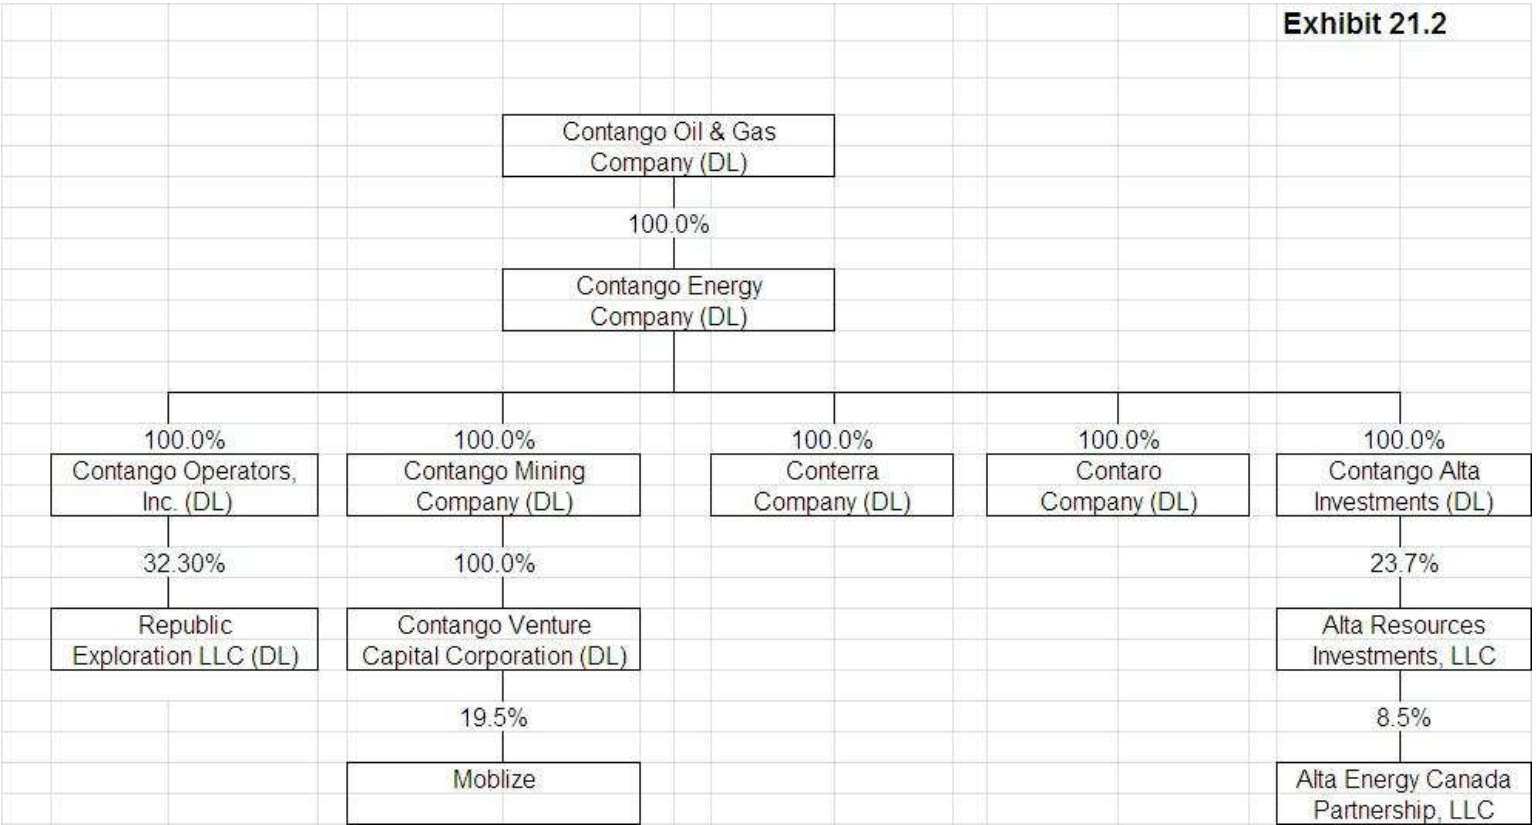 Exhibit 21.2
Contango Oil & Gas
Company (DL)
100.0%
Contango Energy
Company (DL)
100.0% 100.0% 100.0% 100.0% 100.0%
Contango Operators,
Inc. (DL)
Contango Mining
Company (DL)
Conterra
Company (DL)
Contaro
Company (DL)
Contango Alta
Investments (DL)
32.30% 100.0% 23.7%
Republic
Exploration LLC (DL)
Contango Venture
Capital Corporation (DL)
Alta Resources
Investments, LLC
19.5% 8.5%
Moblize
Alta Energy Canada
Partnership, LLC